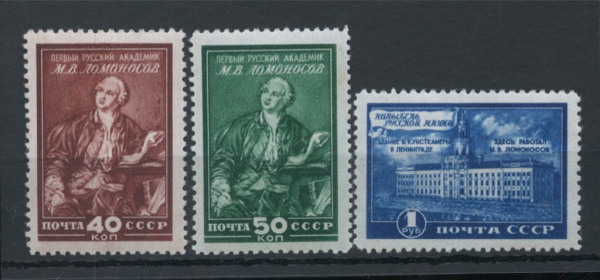 ПЕРВЫЙ РУССКИЙ АКАДЕМИК
М.В. ЛОМОНОСОВ
ПОЧТА 40 СССР
КОП
ПЕРВЫЙ РУССКИЙ АКАДЕМИК
М.В. ЛОМОНОСОВ
ПОЧТА 50 СССР
КОП
КОЛЫБЕЛЬ
РУССКОЙ НАУКИ
ЗДАНИЕ Б. КУНСТКАМЕРЫ
В ЛЕНИНГРАДЕ
ЗДЕСЬ РАБОТАЛ
М.В. ЛОМОНОСОВ
1
РУБ
ПОЧТА СССР